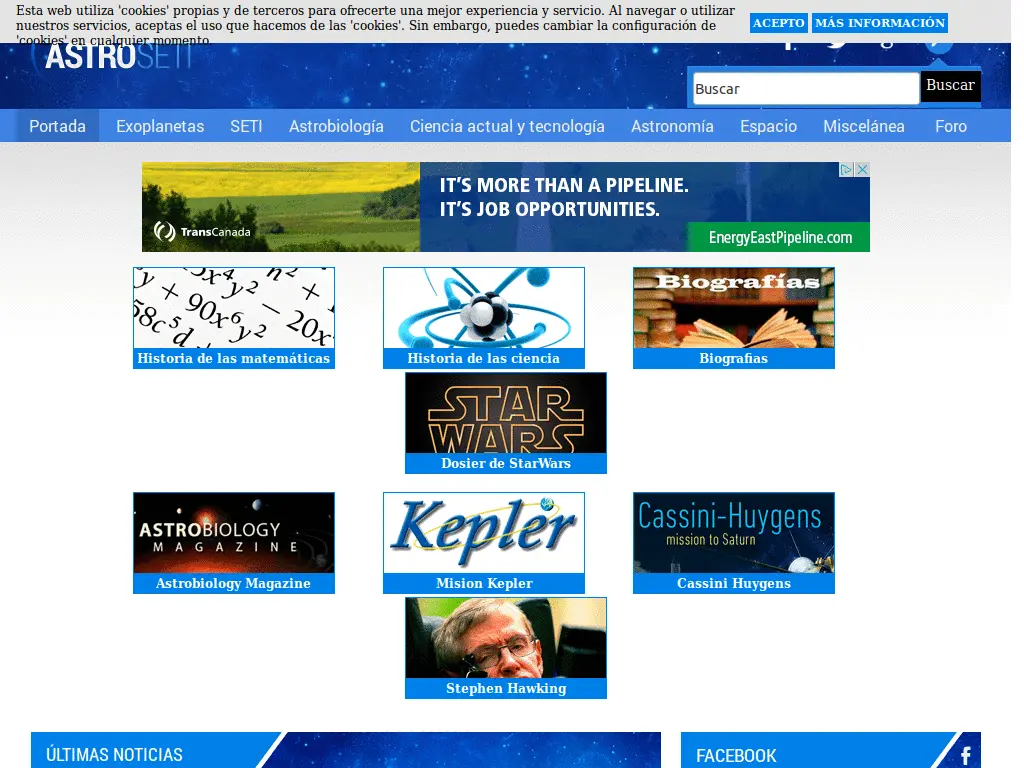 Esta web utiliza 'cookies' propias y de terceros para ofrecerte una mejor experiencia y servicio. Al navegar o utilizar
nuestros servicios, aceptas el uso que hacemos de las 'cookies'. Sin embargo, puedes cambiar la configuración de
'cookies' en cualquier momento.
ACEPTO
MÁS INFORMACIÓN
ASTROSETI
Buscar
Buscar
Portada
Exoplanetas
SETI
Astrobiología
Ciencia actual y tecnología
Astronomía
Espacio
Miscelánea
Foro
IT'S MORE THAN A PIPELINE.
IT'S JOB OPPORTUNITIES.
TransCanada
EnergyEastPipeline.com
Biografías
Historia de las matemáticas
Historia de las ciencia
Biografias
STAR
WARS
Dosier de StarWars
ASTROBIOLOGY
MAGAZINE
Kepler
Cassini-Huygens
mission to Saturn
Astrobiology Magazine
Mision Kepler
Cassini Huygens
Stephen Hawking
ÚLTIMAS NOTICIAS
FACEBOOK